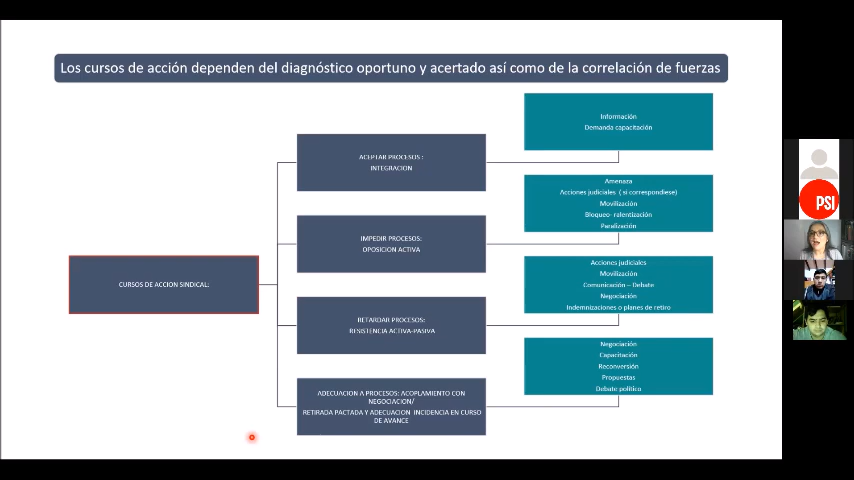 Los cursos de acción dependen del diagnóstico oportuno y acertado así como de la correlación de fuerzas
CURSOS DE ACCION SINDICAL:
ACEPTAR PROCESOS :
INTEGRACION
Información
Demanda capacitación
IMPEDIR PROCESOS:
OPOSICION ACTIVA
Amenaza
Acciones judiciales ( si correspondiese)
Movilización
Bloqueo- ralentización
Paralización
RETARDAR PROCESOS:
RESISTENCIA ACTIVA-PASIVA
Acciones judiciales
Movilización
Comunicación – Debate
Negociación
Indemnizaciones o planes de retiro
ADECUACION A PROCESOS: ACOPLAMIENTO CON
NEGOCIACION/
RETIRADA PACTADA Y ADECUACION INCIDENCIA EN CURSO
DE AVANCE
Negociación
Capacitación
Reconversión
Propuestas
Debate político
PSI